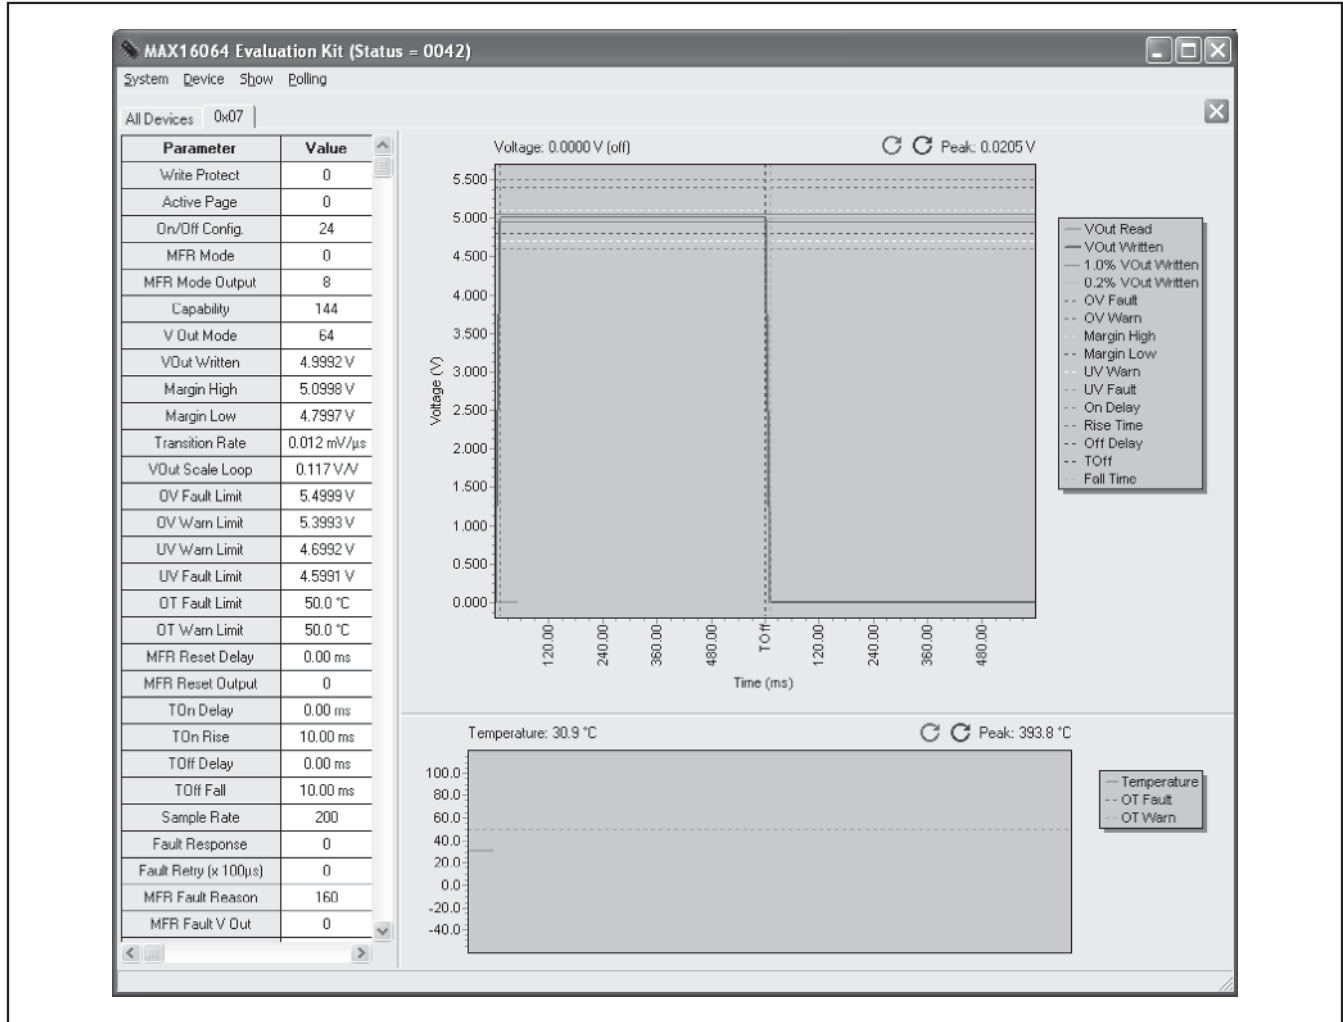 MAX16064 Evaluation Kit (Status = 0042)
System Device Show Polling
All Devices 0x07
Parameter Value
Write Protect 0
Active Page 0
On/Off Config. 24
MFR Mode 0
MFR Mode Output 8
Capability 144
V Out Mode 64
VOut Written 4.9992 V
Margin High 5.0998 V
Margin Low 4.7997 V
Transition Rate 0.012 mV/µs
VOut Scale Loop 0.117 V/V
OV Fault Limit 5.4999 V
OV Warn Limit 5.3993 V
UV Warn Limit 4.6992 V
UV Fault Limit 4.5991 V
OT Fault Limit 50.0 °C
OT Warn Limit 50.0 °C
MFR Reset Delay 0.00 ms
MFR Reset Output 0
TOn Delay 0.00 ms
TOn Rise 10.00 ms
TOff Delay 0.00 ms
TOff Fall 10.00 ms
Sample Rate 200
Fault Response 0
Fault Retry (x 100µs) 0
MFR Fault Reason 160
MFR Fault V Out 0
Voltage: 0.0000 V (off) Peak: 0.0205 V
Voltage (V)
5.500
5.000
4.500
4.000
3.500
3.000
2.500
2.000
1.500
1.000
0.500
0.000
120.00 240.00 360.00 480.00 TOff 120.00 240.00 360.00 480.00
Time (ms)
VOut Read
VOut Written
1.0% VOut Written
0.2% VOut Written
OV Fault
OV Warn
Margin High
Margin Low
UV Warn
UV Fault
On Delay
Rise Time
Off Delay
TOff
Fall Time
Temperature: 30.9 °C Peak: 393.8 °C
100.0
80.0
60.0
40.0
20.0
0.0
-20.0
-40.0
Temperature
OT Fault
OT Warn